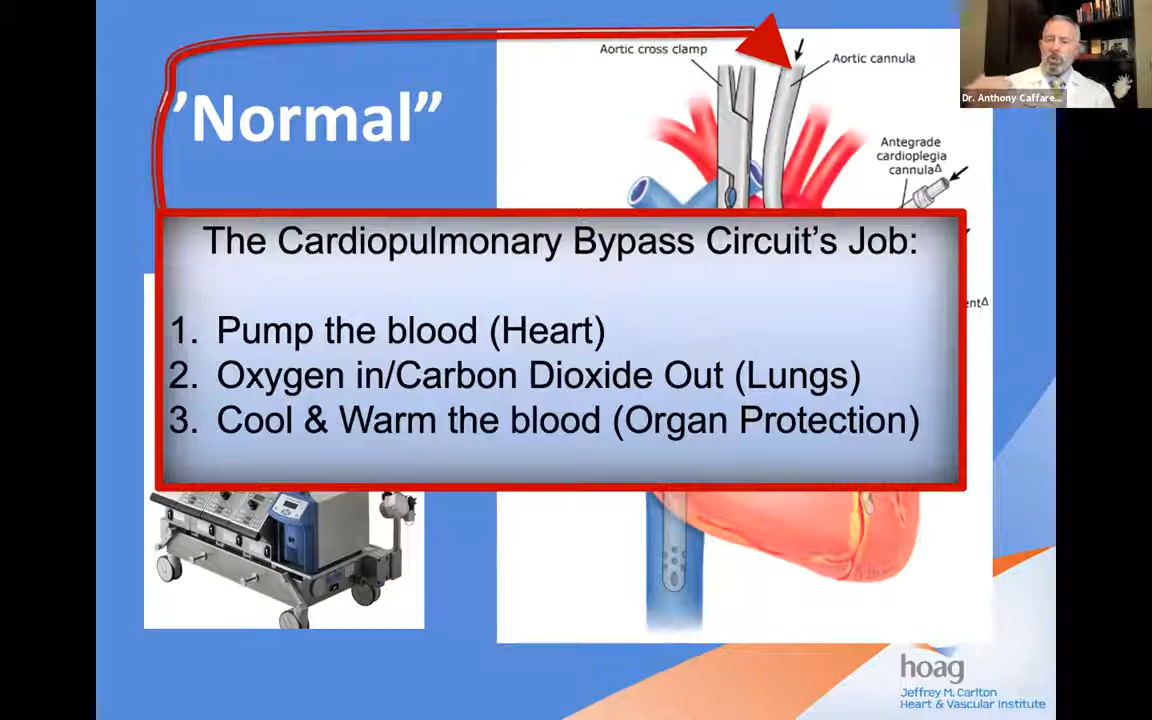 ’Normal”
Aortic cross clamp
Aortic cannula
Antegrade
cardioplegia
cannulaΔ
Dr. Anthony Caffare...
The Cardiopulmonary Bypass Circuit’s Job:
1. Pump the blood (Heart)
2. Oxygen in/Carbon Dioxide Out (Lungs)
3. Cool & Warm the blood (Organ Protection)
entΔ
hoag
Jeffrey M. Carlton
Heart & Vascular Institute